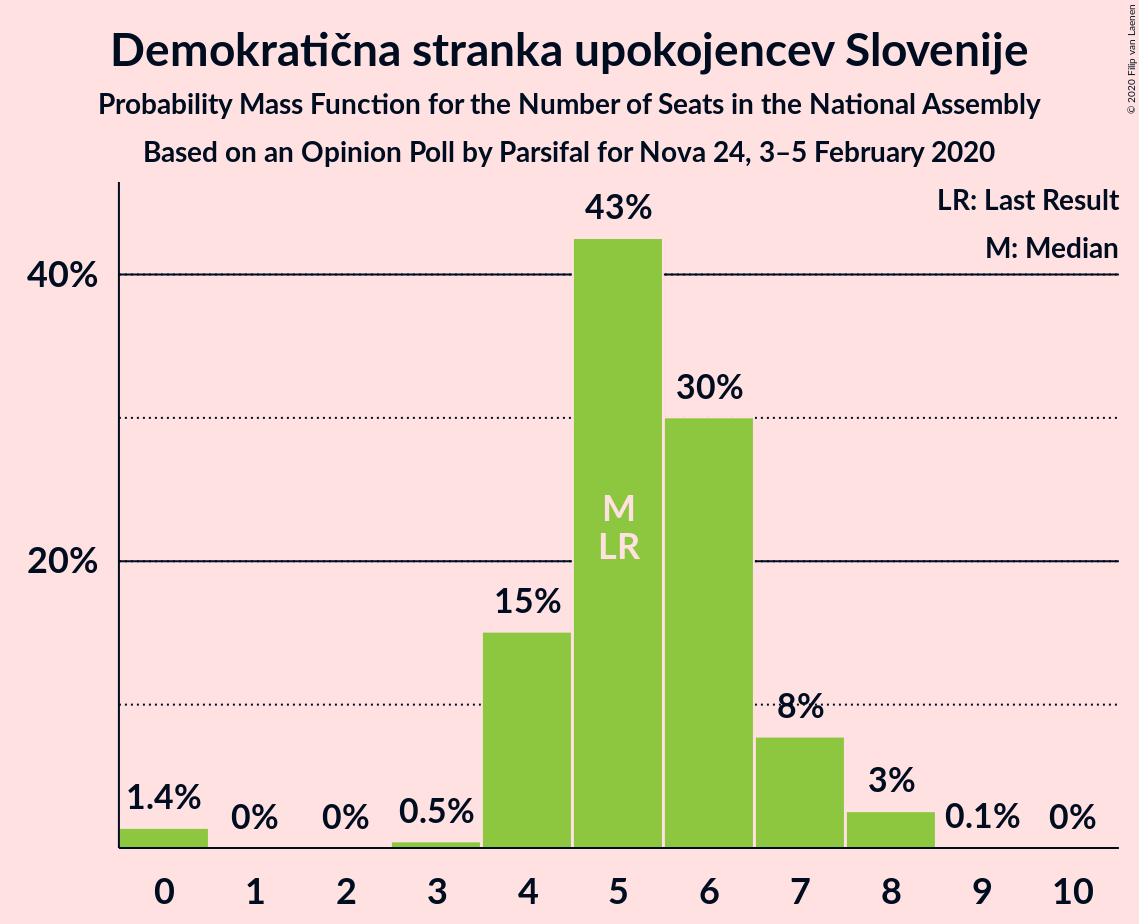 Demokratična stranka upokojencev Slovenije
Probability Mass Function for the Number of Seats in the National Assembly
Based on an Opinion Poll by Parsifal for Nova 24, 3–5 February 2020
© 2020 Filip van Laenen
LR: Last Result
M: Median
40%
20%
1.4%
0%
0%
0.5%
15%
43%
30%
8%
3%
0.1%
0%
M
LR
0 1 2 3 4 5 6 7 8 9 10